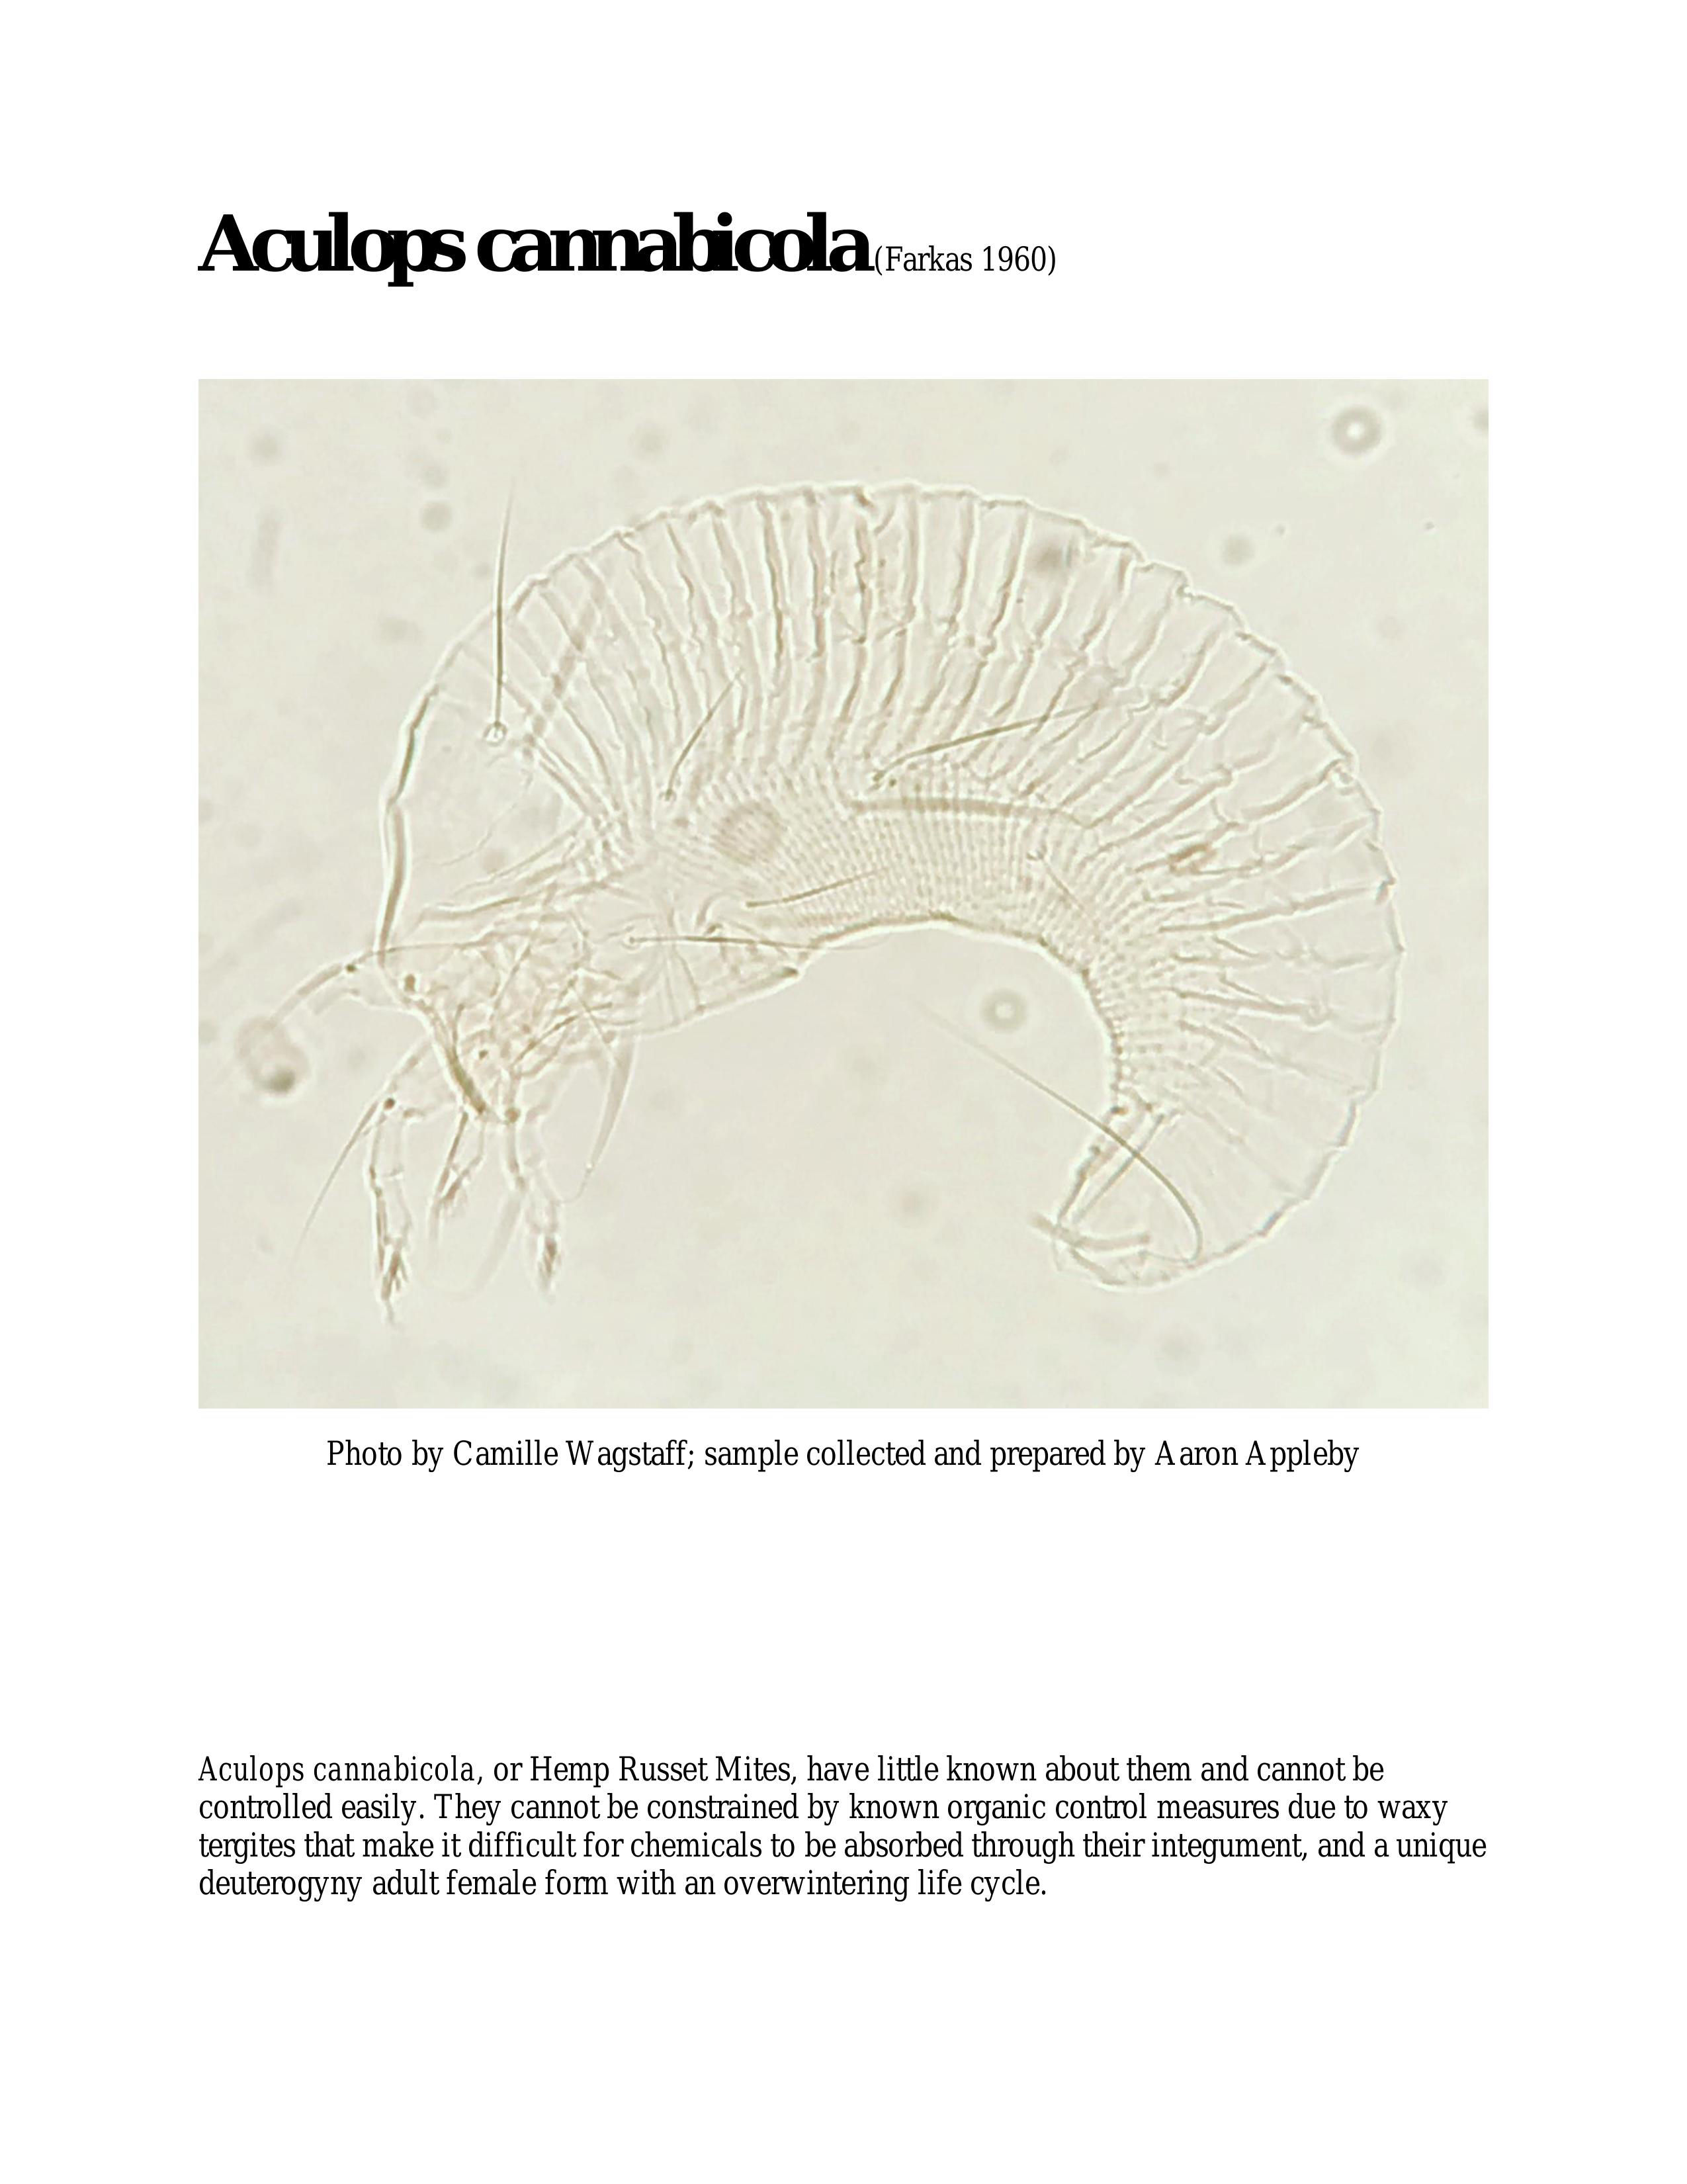 Aculops cannabicola (Farkas 1960)
Photo by Camille Wagstaff; sample collected and prepared by Aaron Appleby
Aculops cannabicola, or Hemp Russet Mites, have little known about them and cannot be
controlled easily. They cannot be constrained by known organic control measures due to waxy
tergites that make it difficult for chemicals to be absorbed through their integument, and a unique
deuterogyny adult female form with an overwintering life cycle.